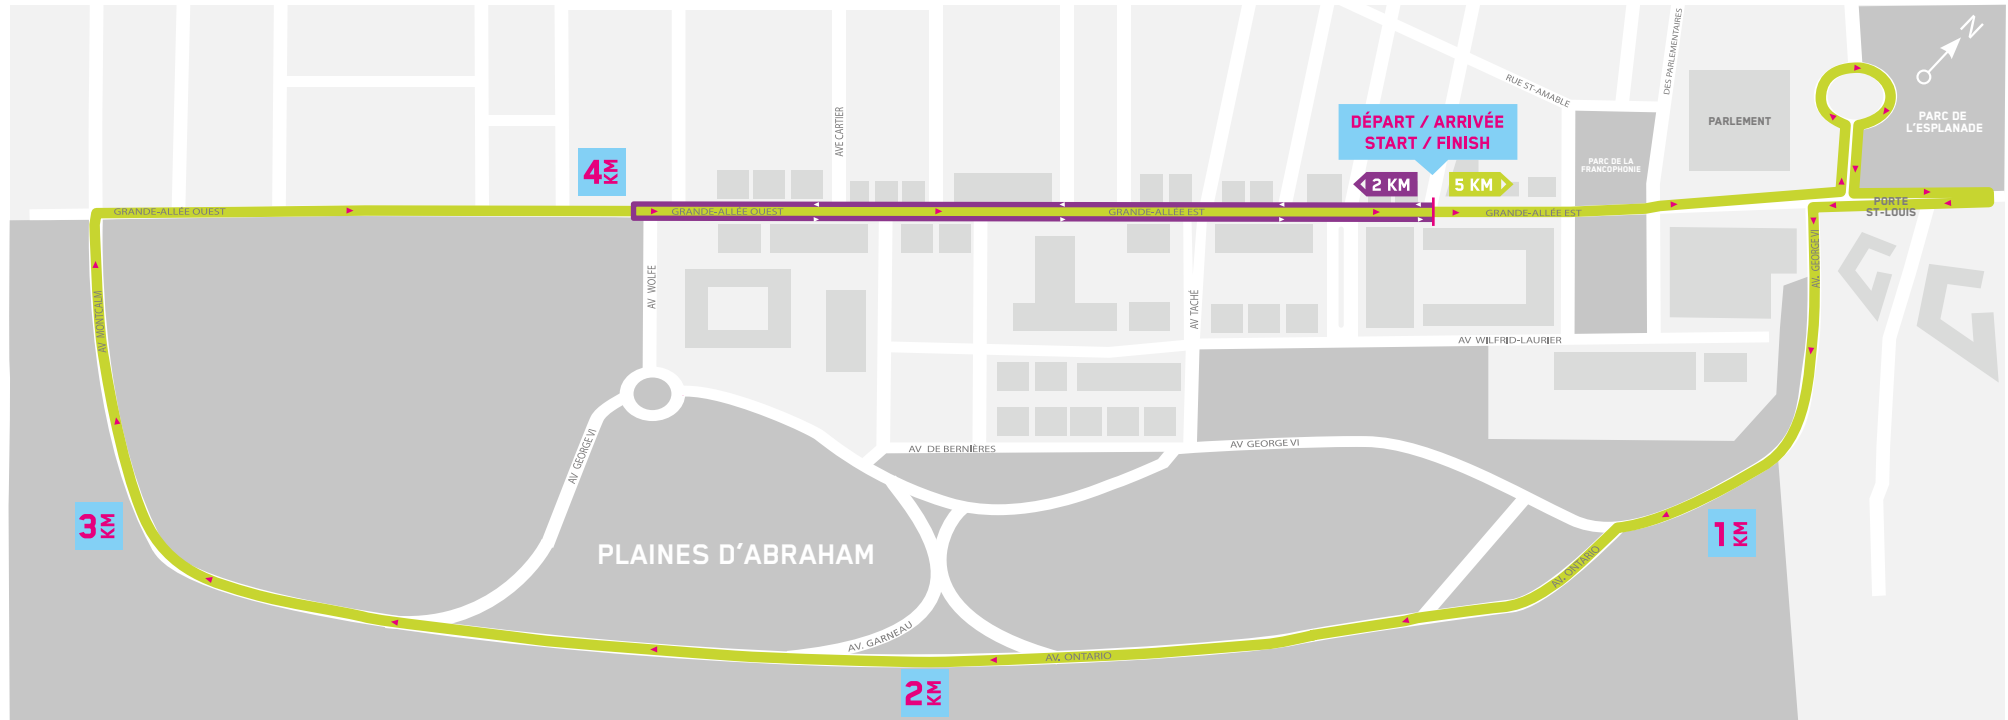 N
RUE ST-AMABLE
DES PARLEMENTAIRES
DÉPART / ARRIVÉE
START / FINISH
PARLEMENT
PARC DE
L'ESPLANADE
AVE CARTIER
4 KM
PARC DE LA
FRANCOPHONIE
2 KM
5 KM
GRANDE-ALLÉE OUEST
GRANDE-ALLÉE OUEST
GRANDE-ALLÉE EST
GRANDE-ALLÉE EST
PORTE
ST-LOUIS
AV. GEORGE VI
AV WOLFE
AV TACHÉ
AV MONTCALM
AV WILFRID-LAURIER
AV GEORGE VI
AV DE BERNIÈRES
AV GEORGE VI
3 KM
PLAINES D'ABRAHAM
1 KM
AV. ONTARIO
AV. GARNEAU
AV. ONTARIO
2 KM